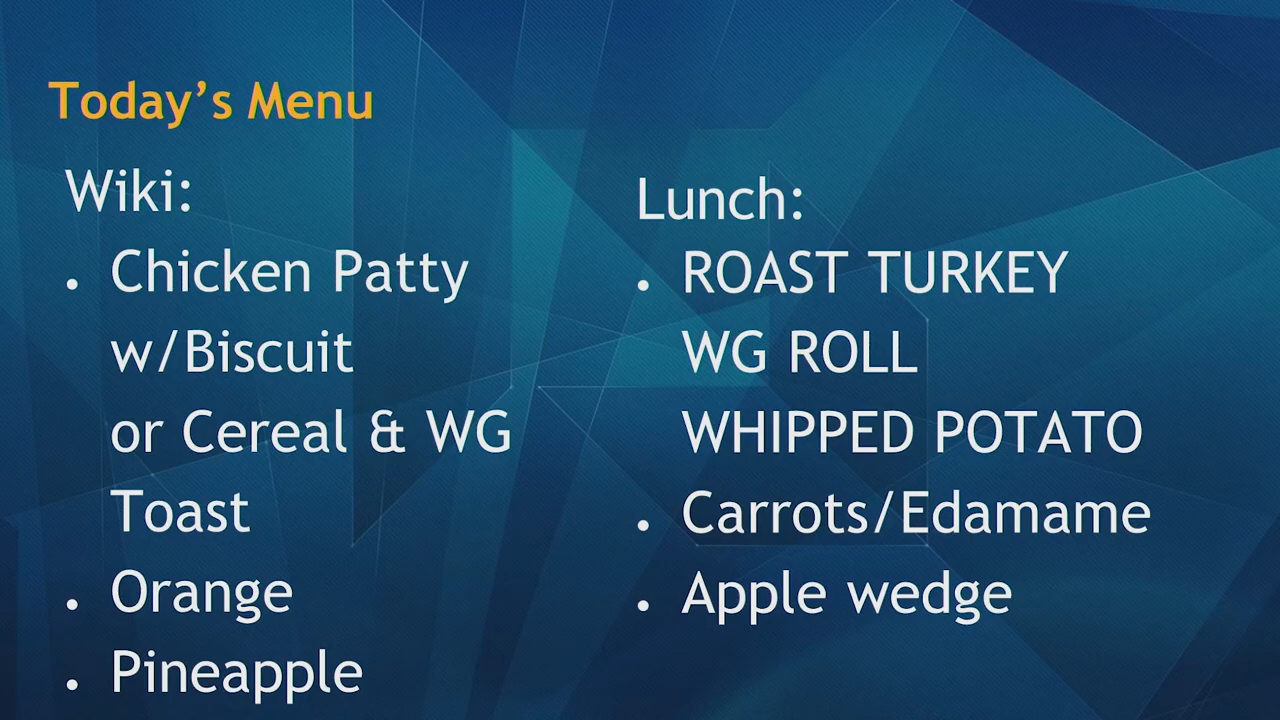 Today’s Menu
Wiki:
• Chicken Patty
w/Biscuit
or Cereal & WG
Toast
• Orange
• Pineapple
Lunch:
• ROAST TURKEY
WG ROLL
WHIPPED POTATO
• Carrots/Edamame
• Apple wedge